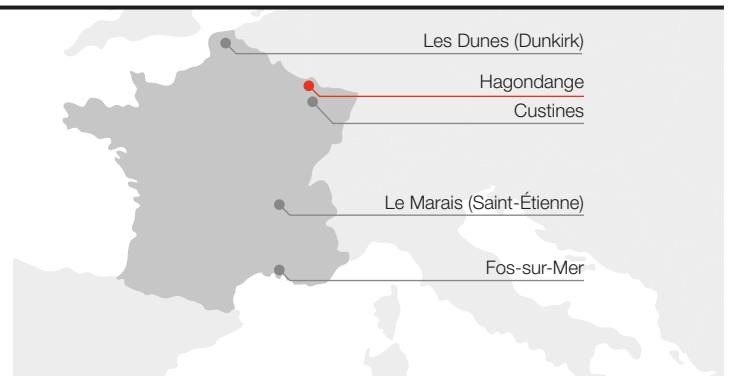 Les Dunes (Dunkirk)
Hagondange
Custines
Le Marais (Saint-Étienne)
Fos-sur-Mer